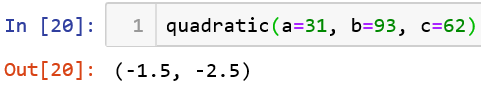 In [20]: 1 quadratic(a=31, b=93, c=62)
Out[20]: (-1.5, -2.5)